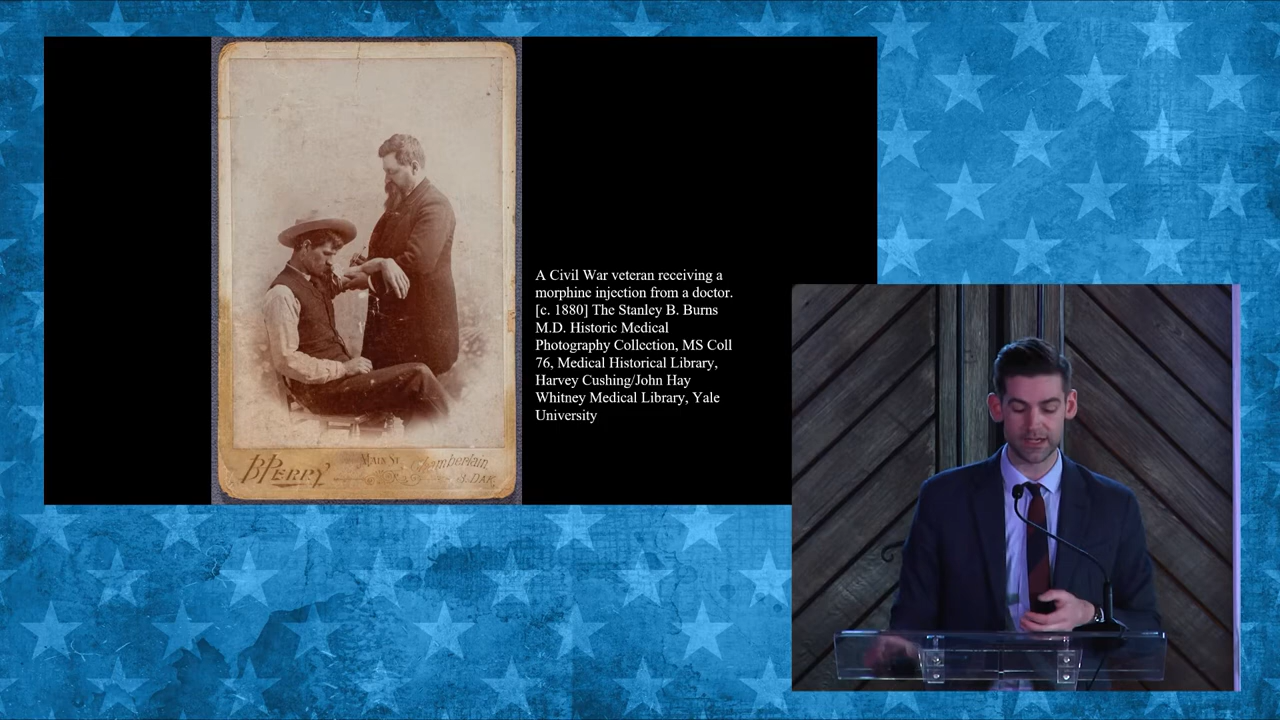 A Civil War veteran receiving a
morphine injection from a doctor.
[c. 1880] The Stanley B. Burns
M.D. Historic Medical
Photography Collection, MS Coll
76, Medical Historical Library,
Harvey Cushing/John Hay
Whitney Medical Library, Yale
University
B PERRY
MAIN ST.
Chamberlain,
S. DAK.